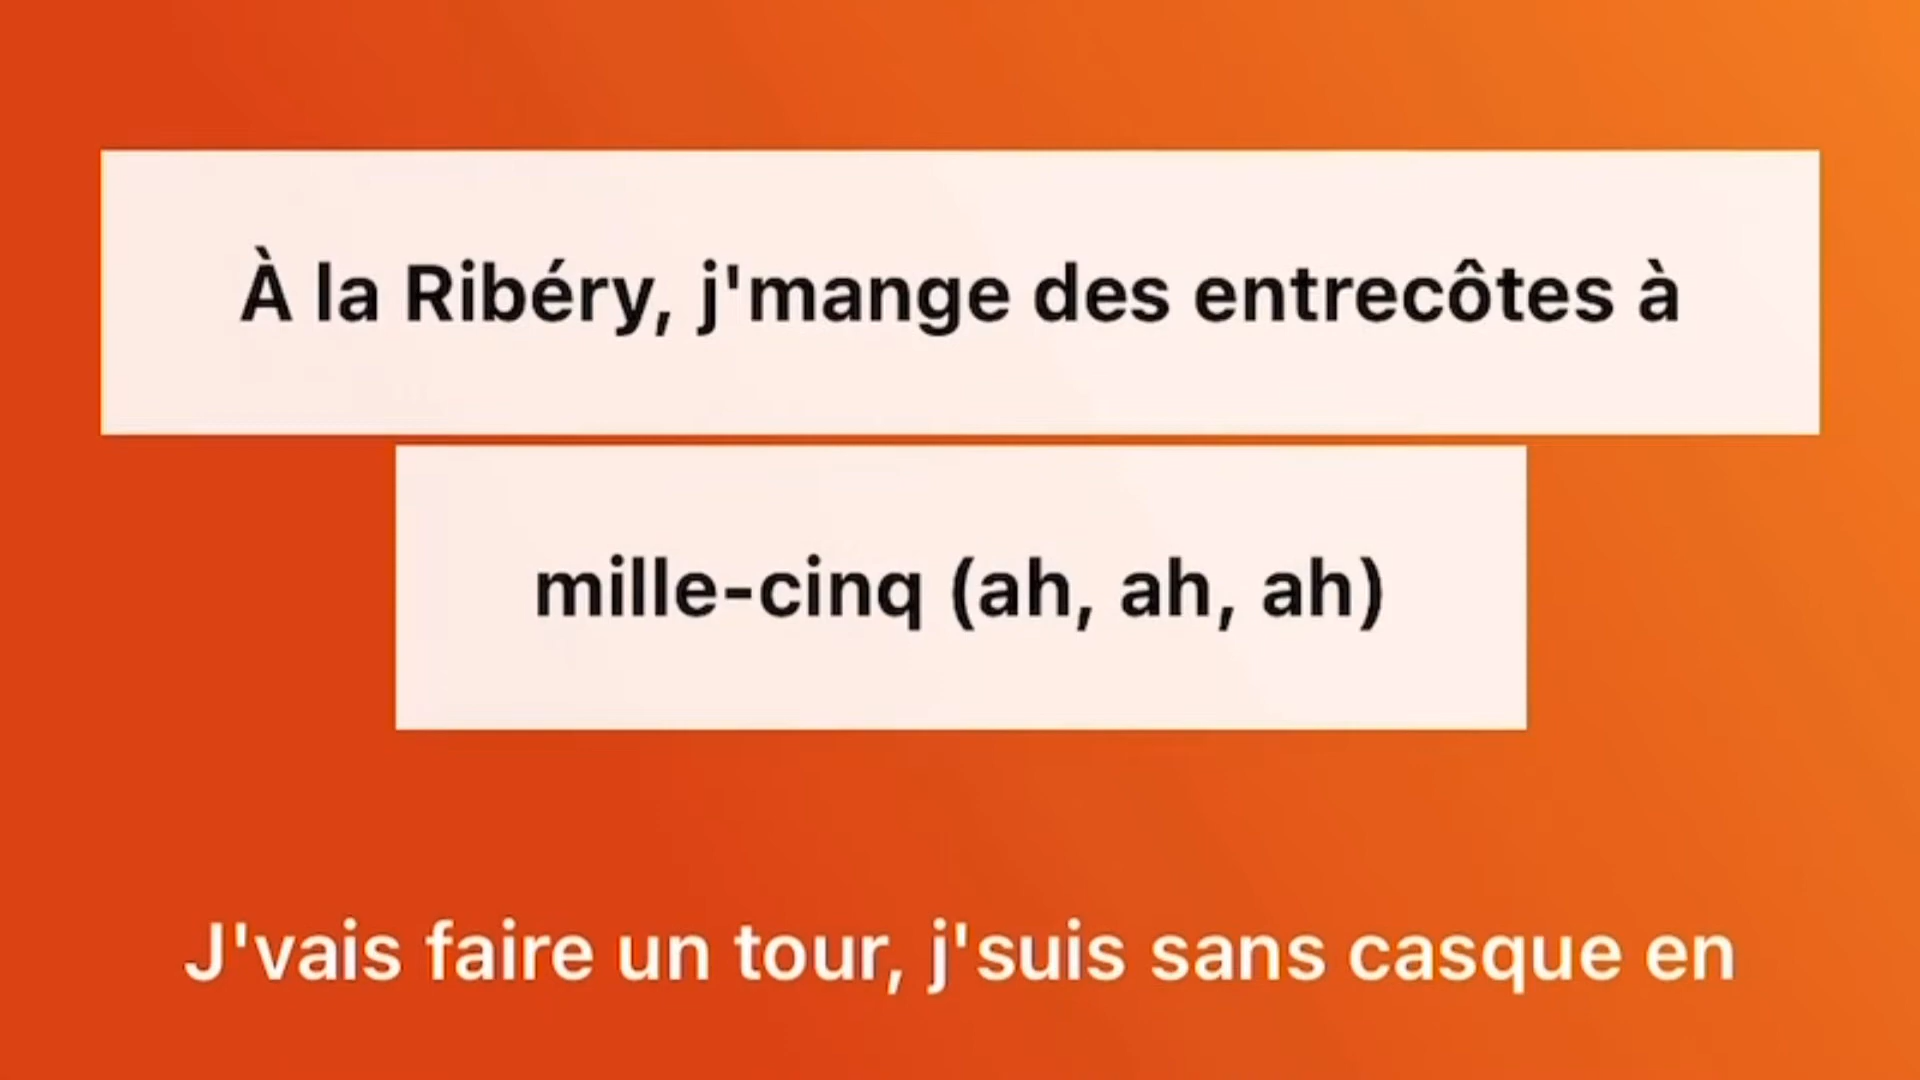 À la Ribéry, j'mange des entrecôtes à
mille-cinq (ah, ah, ah)
J'vais faire un tour, j'suis sans casque en